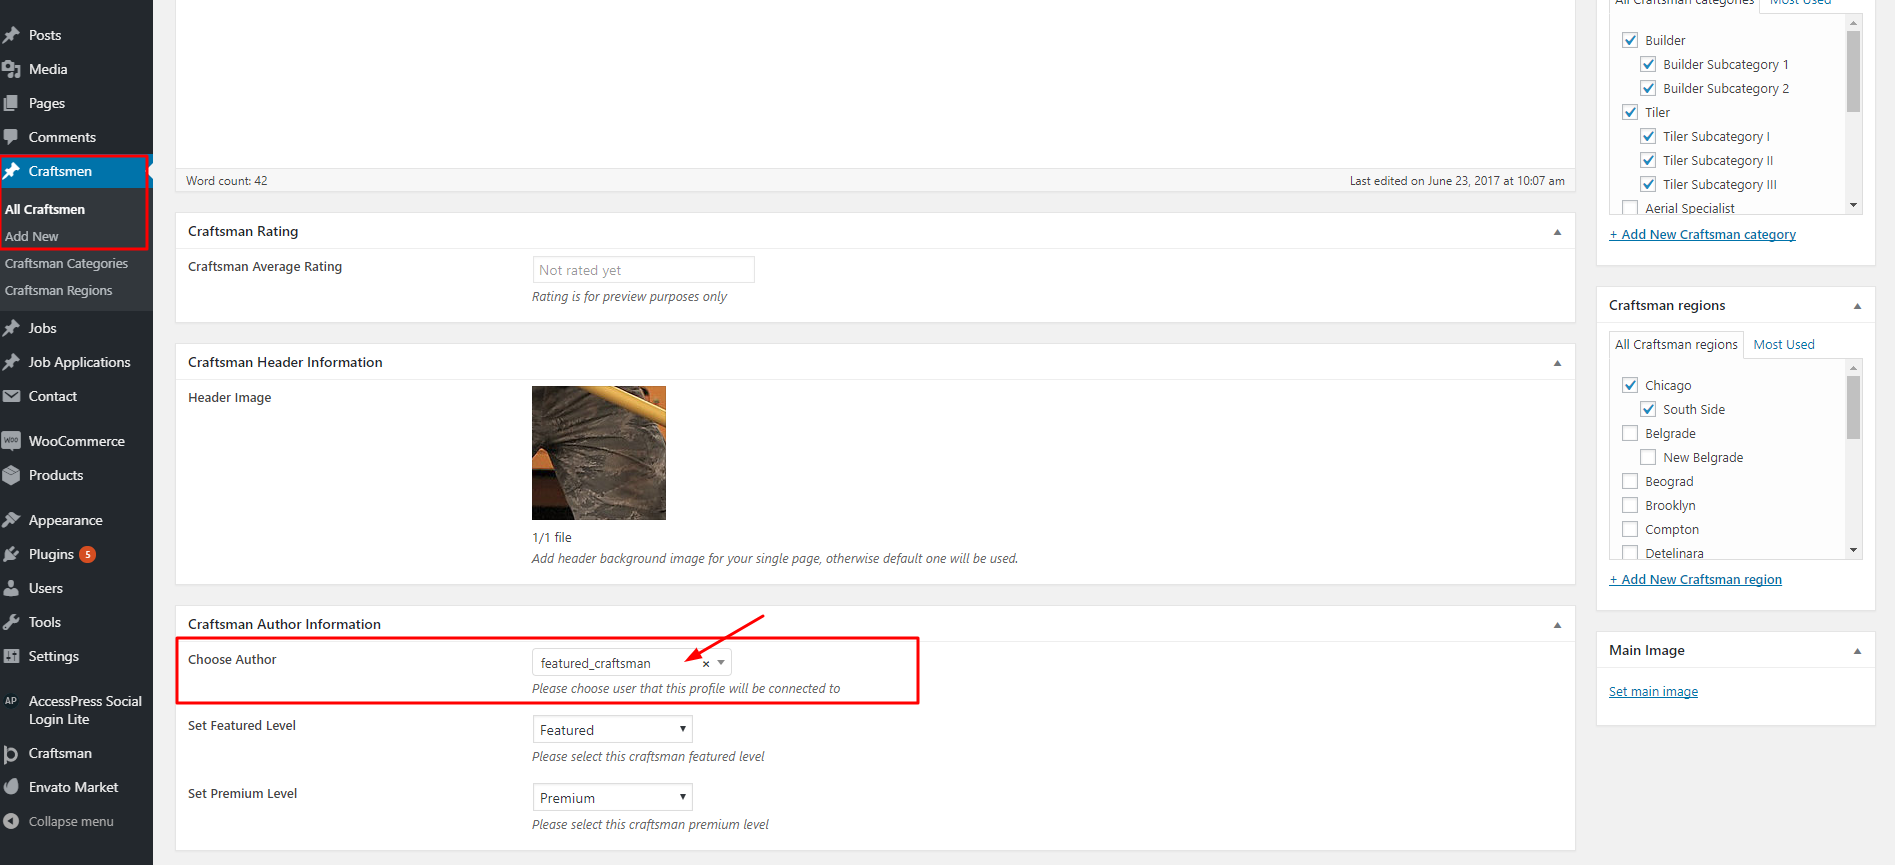 Posts
Media
Pages
Comments
Craftsmen
All Craftsmen
Add New
Craftsman Categories
Craftsman Regions
Jobs
Job Applications
Contact
WOO
WooCommerce
Products
Appearance
Plugins 5
Users
Tools
Settings
AP
AccessPress Social
Login Lite
Craftsman
Envato Market
Collapse menu
Word count: 42
Last edited on June 23, 2017 at 10:07 am
Craftsman Rating
Craftsman Average Rating
Not rated yet
Rating is for preview purposes only
Craftsman Header Information
Header Image
1/1 file
Add header background image for your single page, otherwise default one will be used.
Craftsman Author Information
Choose Author
featured_craftsman ×
Please choose user that this profile will be connected to
Set Featured Level
Featured
Please select this craftsman featured level
Set Premium Level
Premium
Please select this craftsman premium level
All Craftsman categories
Most Used
Builder
Builder Subcategory 1
Builder Subcategory 2
Tiler
Tiler Subcategory I
Tiler Subcategory II
Tiler Subcategory III
Aerial Specialist
+ Add New Craftsman category
Craftsman regions
All Craftsman regions
Most Used
Chicago
South Side
Belgrade
New Belgrade
Beograd
Brooklyn
Compton
Detelinara
+ Add New Craftsman region
Main Image
Set main image